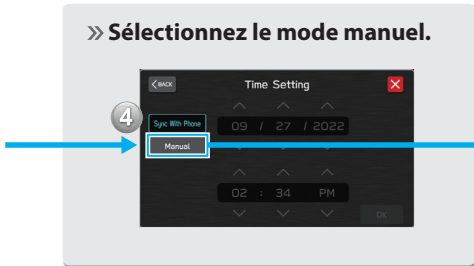 » Sélectionnez le mode manuel.
< BACK Time Setting X
4
Sync With Phone 09 / 27 / 2022
Manual
02 : 34 PM
OK